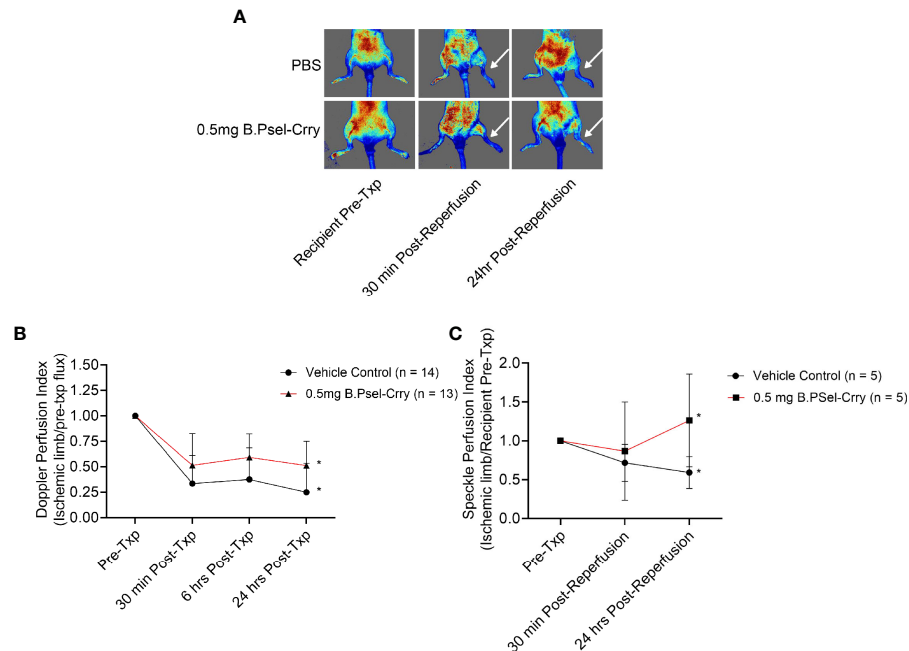 A
PBS
0.5mg B.Psel-Crry
Recipient Pre-Txp
30 min Post-Reperfusion
24hr Post-Reperfusion
B
Doppler Perfusion Index
(Ischemic limb/pre-txp flux)
1.50
1.25
1.00
0.75
0.50
0.25
0.00
Pre-Txp
30 min Post-Txp
6 hrs Post-Txp
24 hrs Post-Txp
Vehicle Control (n = 14)
0.5mg B.Psel-Crry (n = 13)
*
*
C
Speckle Perfusion Index
(Ischemic limb/Recipient Pre-Txp)
2.0
1.5
1.0
0.5
0.0
Pre-Txp
30 min Post-Reperfusion
24 hrs Post-Reperfusion
Vehicle Control (n = 5)
0.5 mg B.PSel-Crry (n = 5)
*
*